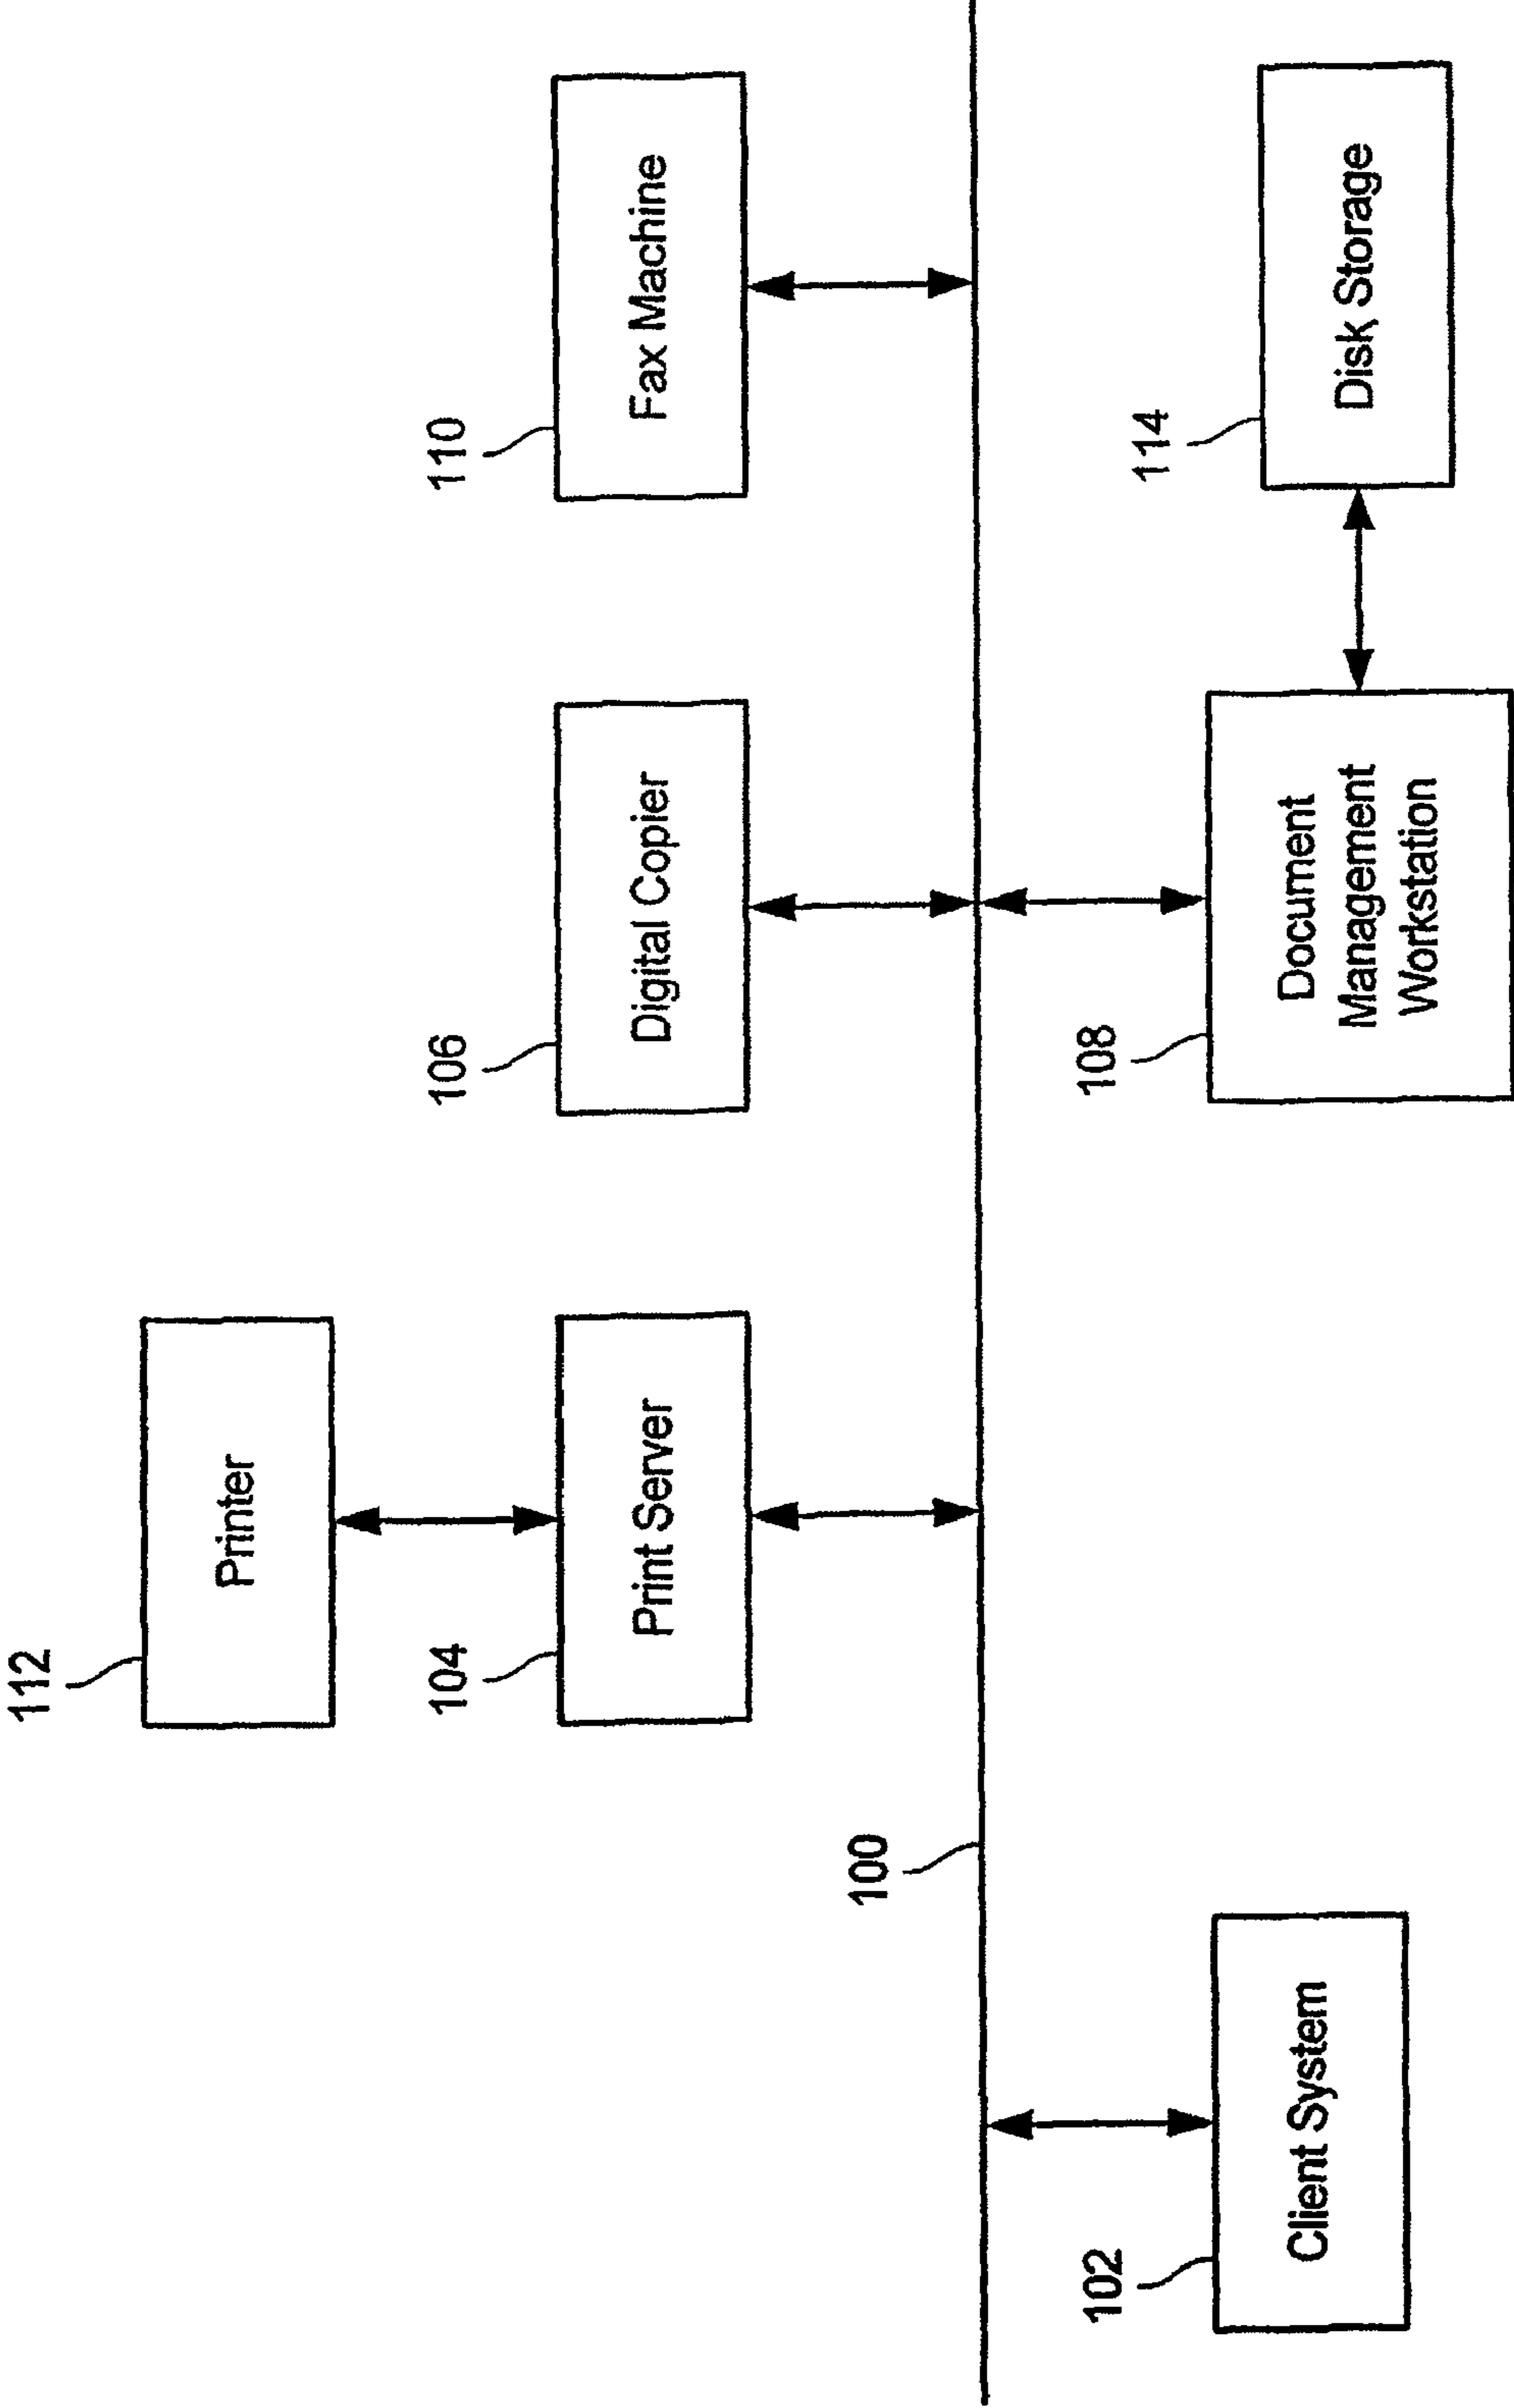 112
Printer
104
Print Server
106
Digital Copier
110
Fax Machine
100
102
Client System
108
Document
Management
Workstation
114
Disk Storage